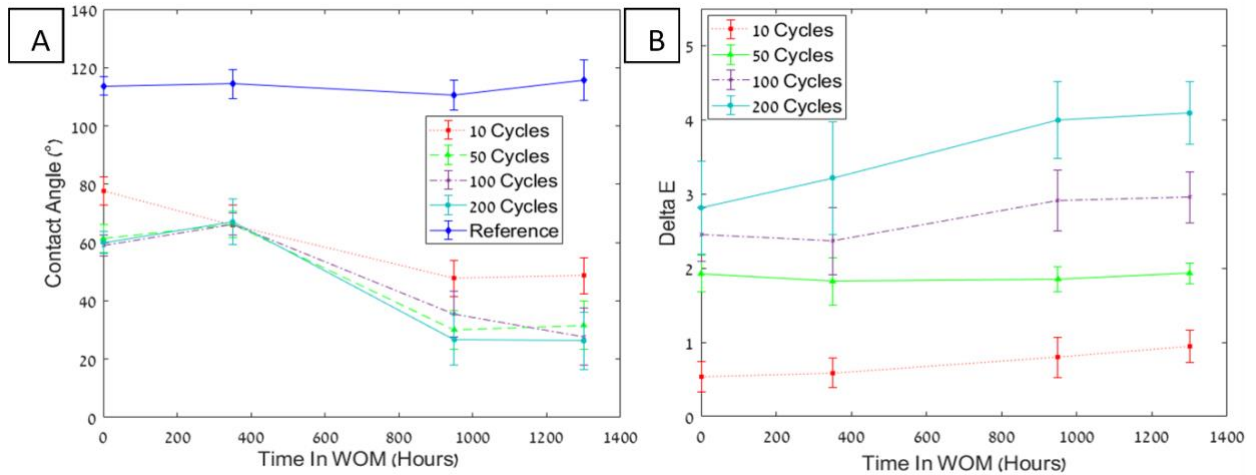 A
140
120
100
80
60
40
20
0
Contact Angle (°)
10 Cycles
50 Cycles
100 Cycles
200 Cycles
Reference
0 200 400 600 800 1000 1200 1400
Time In WOM (Hours)
B
5
4
3
2
1
0
Delta E
10 Cycles
50 Cycles
100 Cycles
200 Cycles
0 200 400 600 800 1000 1200 1400
Time In WOM (Hours)